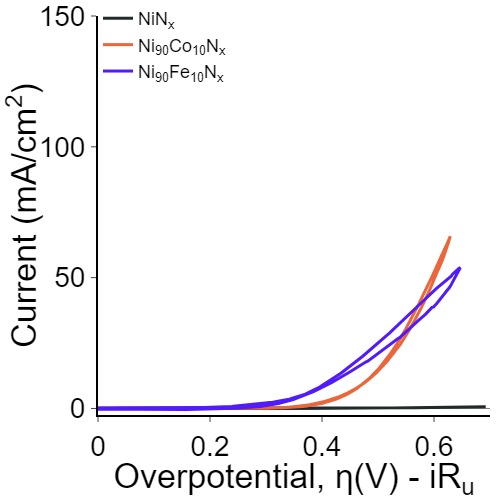 150
100
50
0
Current (mA/cm²)
NiNₓ
Ni₉₀Co₁₀Nₓ
Ni₉₀Fe₁₀Nₓ
0 0.2 0.4 0.6
Overpotential, η(V) - iRᵤ